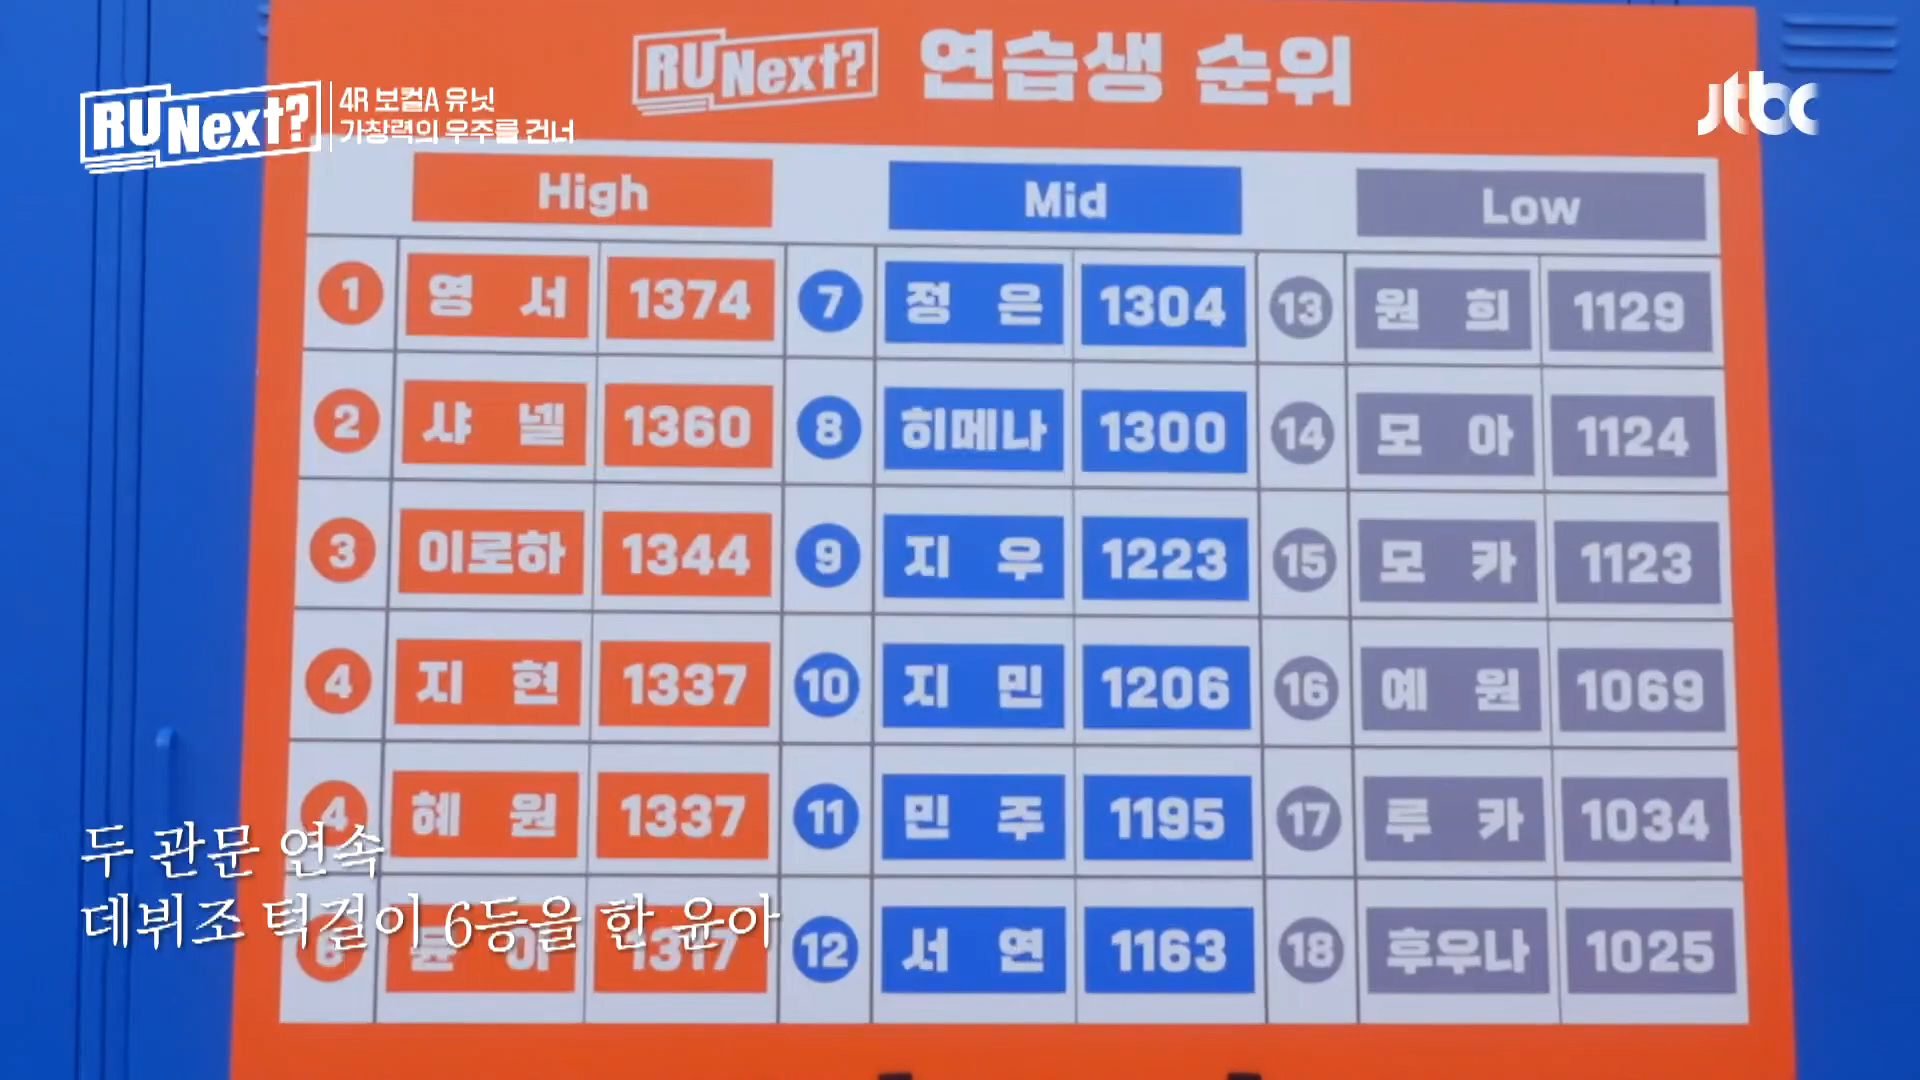 RU Next? 연습생 순위
RU Next? 4R 보컬A 유닛
가창력의 우주를 건너
jtbc
High Mid Low
1 영서 1374 7 정은 1304 13 원희 1129
2 샤넬 1360 8 히메나 1300 14 모아 1124
3 이로하 1344 9 지우 1223 15 모카 1123
4 지현 1337 10 지민 1206 16 예원 1069
4 혜원 1337 11 민주 1195 17 루카 1034
6 윤아 1317 12 서연 1163 18 후우나 1025
두 관문 연속
데뷔조 턱걸이 6등을 한 윤아